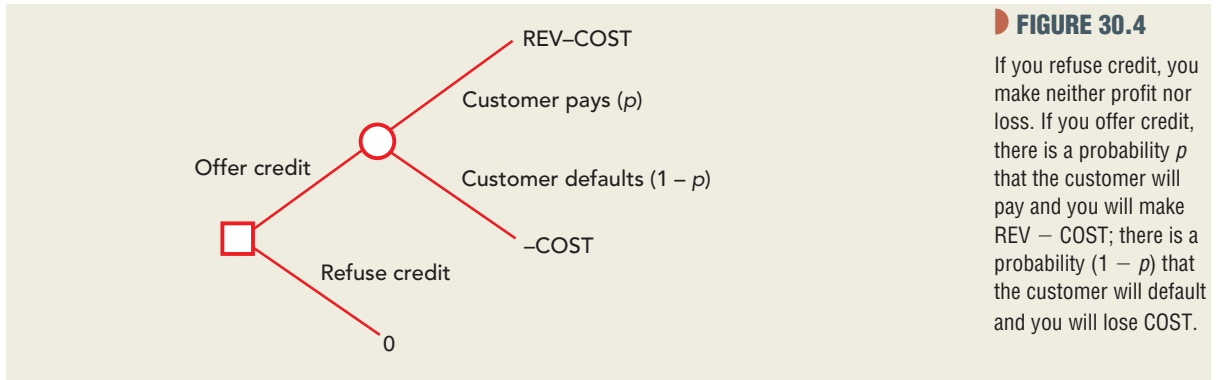 REV–COST
Customer pays (p)
Offer credit
Customer defaults (1 – p)
–COST
Refuse credit
0
FIGURE 30.4
If you refuse credit, you
make neither profit nor
loss. If you offer credit,
there is a probability p
that the customer will
pay and you will make
REV − COST; there is a
probability (1 − p) that
the customer will default
and you will lose COST.